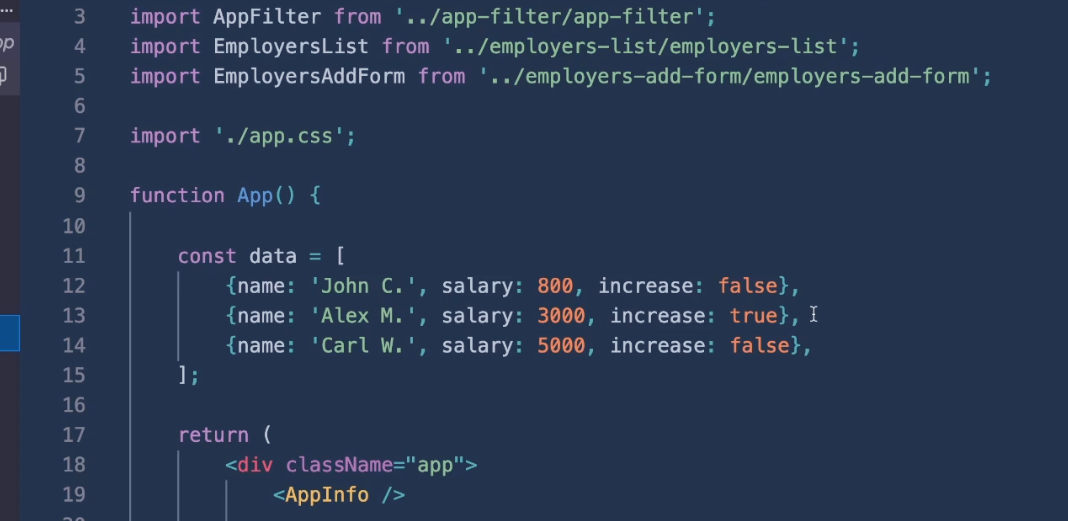 3 import AppFilter from '../app-filter/app-filter';
4 import EmployersList from '../employers-list/employers-list';
5 import EmployersAddForm from '../employers-add-form/employers-add-form';
6
7 import './app.css';
8
9 function App() {
10
11 const data = [
12 {name: 'John C.', salary: 800, increase: false},
13 {name: 'Alex M.', salary: 3000, increase: true},
14 {name: 'Carl W.', salary: 5000, increase: false},
15 ];
16
17 return (
18 <div className="app">
19 <AppInfo />